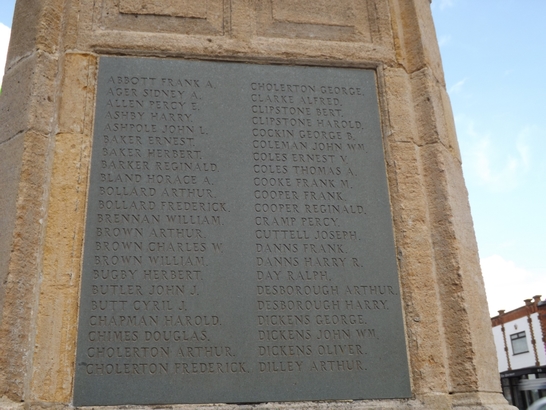 ABBOTT FRANK A.
AGER SIDNEY A.
ALLEN PERCY E.
ASHBY HARRY.
ASHPOLE JOHN L.
BAKER ERNEST.
BAKER HERBERT.
BARKER REGINALD.
BLAND HORACE A.
BOLLARD ARTHUR.
BOLLARD FREDERICK.
BRENNAN WILLIAM.
BROWN ARTHUR.
BROWN CHARLES W.
BROWN WILLIAM.
BUGBY HERBERT.
BUTLER JOHN J.
BUTT CYRIL J.
CHAPMAN HAROLD.
CHIMES DOUGLAS.
CHOLERTON ARTHUR.
CHOLERTON FREDERICK.
CHOLERTON GEORGE.
CLARKE ALFRED.
CLIPSTONE BERT.
CLIPSTONE HAROLD.
COCKIN GEORGE B.
COLEMAN JOHN WM.
COLES ERNEST V.
COLES THOMAS A.
COOKE FRANK M.
COOPER FRANK.
COOPER REGINALD.
CRAMP PERCY.
CUTTELL JOSEPH.
DANNS FRANK.
DANNS HARRY R.
DAY RALPH.
DESBOROUGH ARTHUR.
DESBOROUGH HARRY.
DICKENS GEORGE.
DICKENS JOHN WM.
DICKENS OLIVER.
DILLEY ARTHUR.